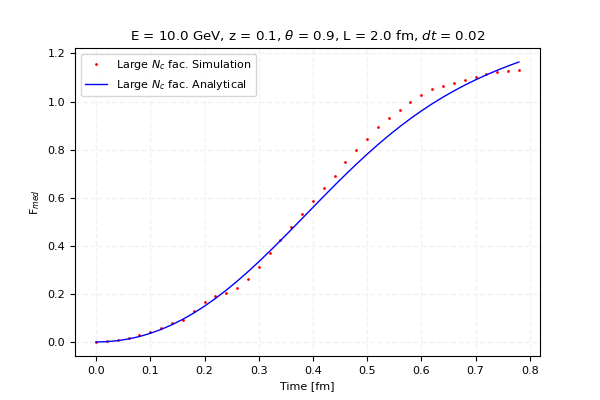 E = 10.0 GeV, z = 0.1, θ = 0.9, L = 2.0 fm, dt = 0.02
Large N_c fac. Simulation
Large N_c fac. Analytical
F_med
1.2
1.0
0.8
0.6
0.4
0.2
0.0
0.0 0.1 0.2 0.3 0.4 0.5 0.6 0.7 0.8
Time [fm]